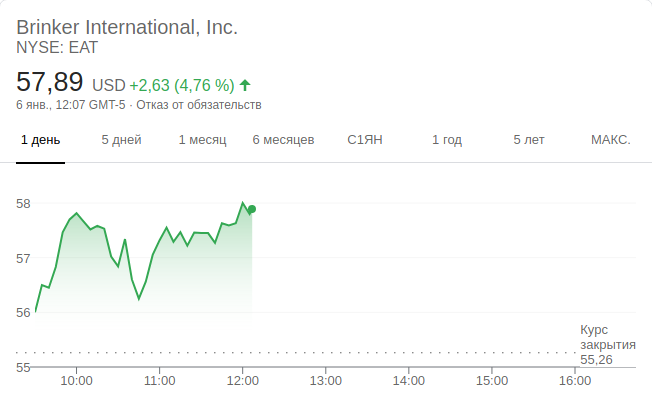 Brinker International, Inc.
NYSE: EAT
57,89 USD +2,63 (4,76 %)
6 янв., 12:07 GMT-5 · Отказ от обязательств
1 день 5 дней 1 месяц 6 месяцев С1ЯН 1 год 5 лет МАКС.
58
57
56
Курс
закрытия
55,26
55
10:00 11:00 12:00 13:00 14:00 15:00 16:00